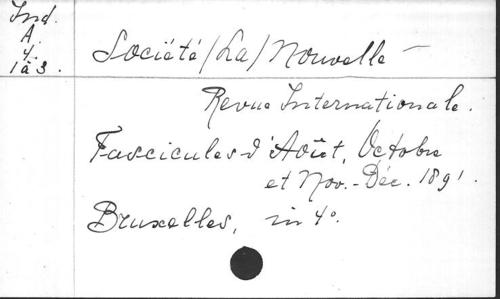 Ind.
A.
4.
1 à 3.
Société (La) Nouvelle —
Revue Internationale.
Fascicules d'Août, Octobre
et Nov.-Déc. 1891.
Bruxelles, in 4°.